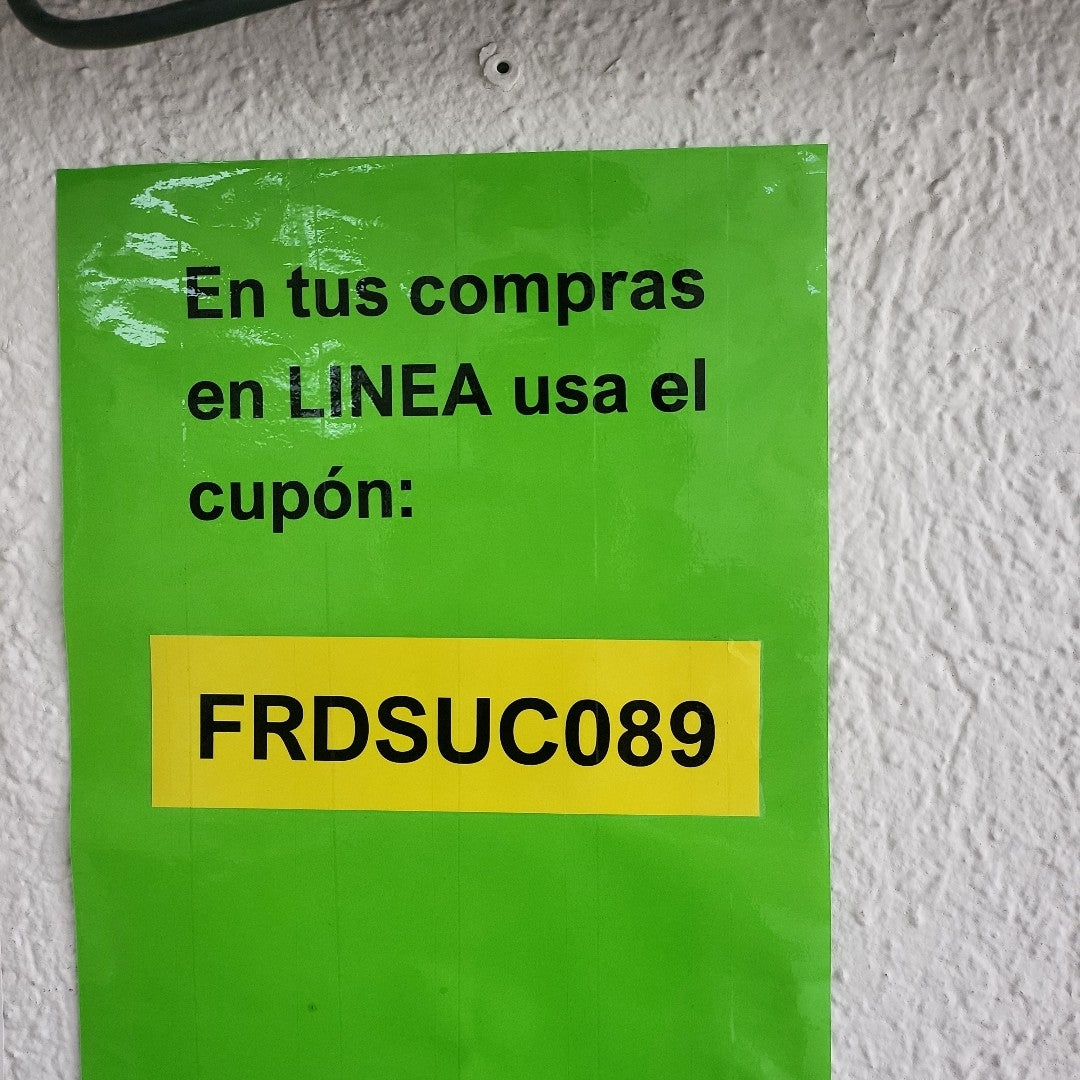 En tus compras
en LINEA usa el
cupón:
FRDSUC089